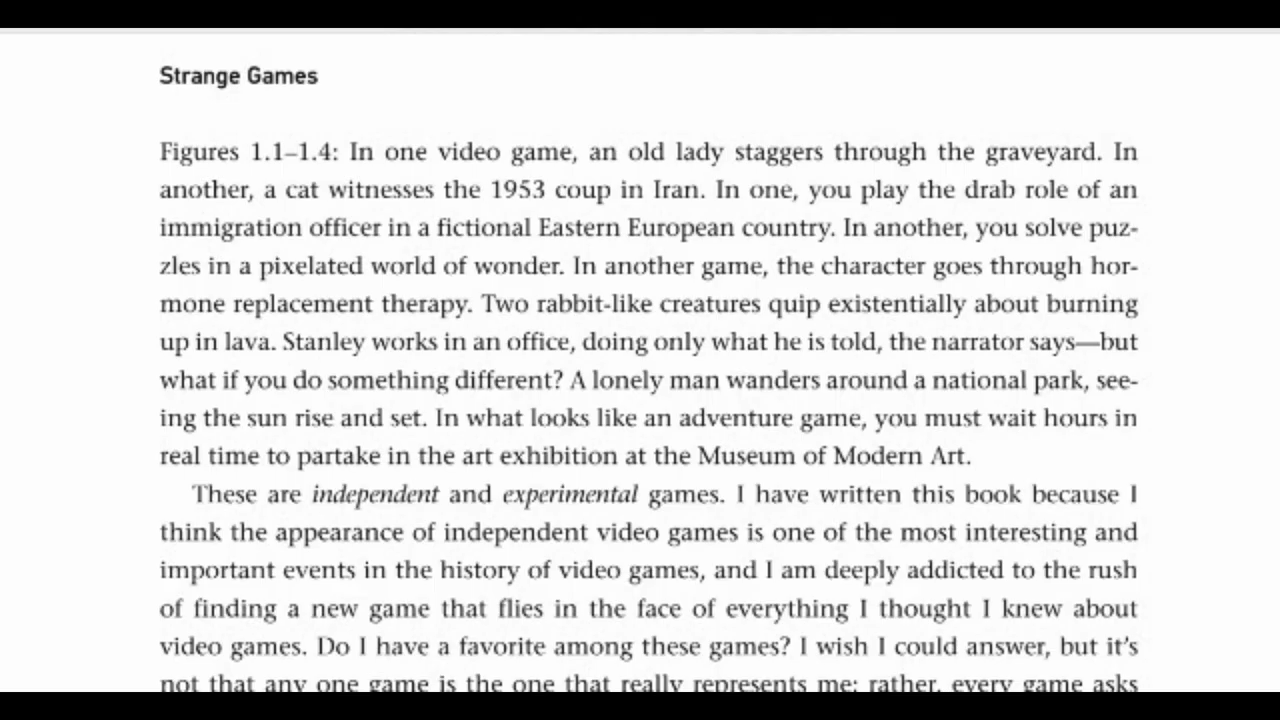 Strange Games
Figures 1.1–1.4: In one video game, an old lady staggers through the graveyard. In
another, a cat witnesses the 1953 coup in Iran. In one, you play the drab role of an
immigration officer in a fictional Eastern European country. In another, you solve puz-
zles in a pixelated world of wonder. In another game, the character goes through hor-
mone replacement therapy. Two rabbit-like creatures quip existentially about burning
up in lava. Stanley works in an office, doing only what he is told, the narrator says—but
what if you do something different? A lonely man wanders around a national park, see-
ing the sun rise and set. In what looks like an adventure game, you must wait hours in
real time to partake in the art exhibition at the Museum of Modern Art.
These are independent and experimental games. I have written this book because I
think the appearance of independent video games is one of the most interesting and
important events in the history of video games, and I am deeply addicted to the rush
of finding a new game that flies in the face of everything I thought I knew about
video games. Do I have a favorite among these games? I wish I could answer, but it’s
not that any one game is the one that really represents me; rather, every game asks